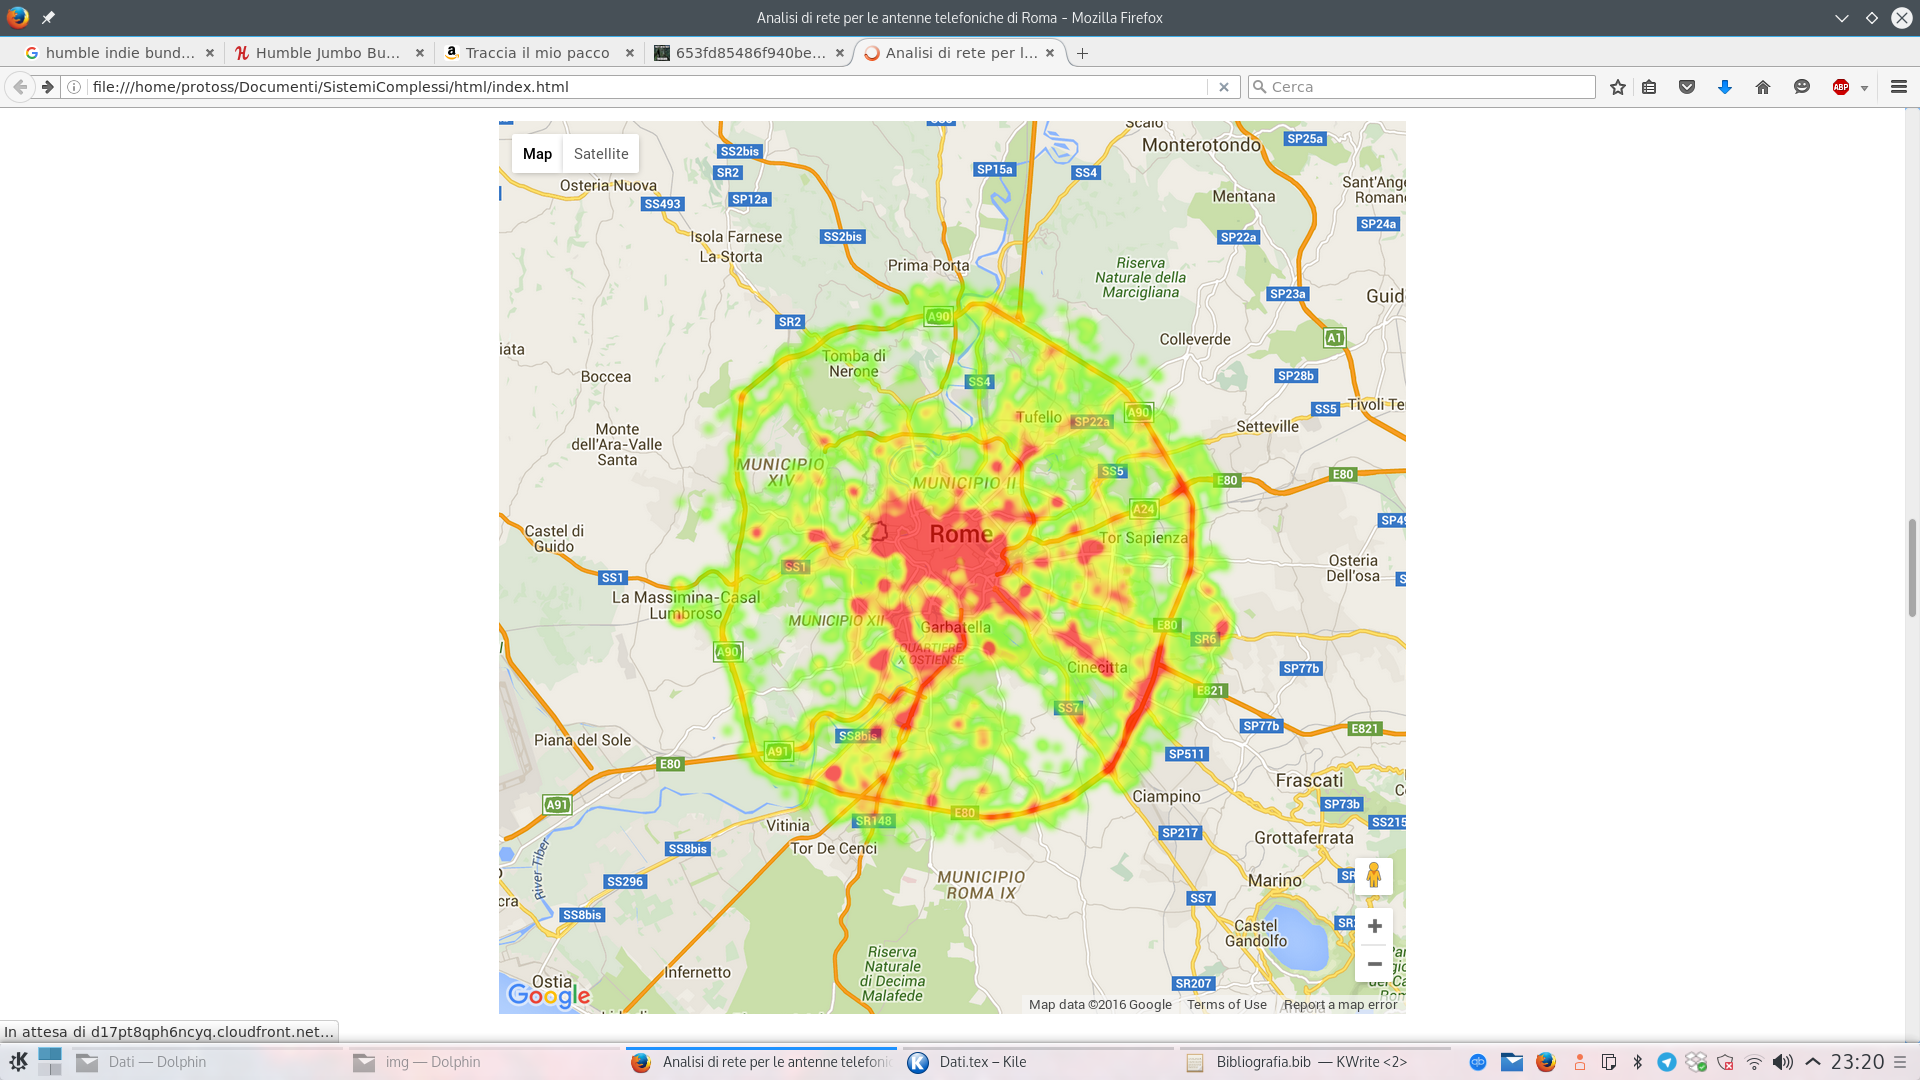 Analisi di rete per le antenne telefoniche di Roma - Mozilla Firefox
humble indie bund...
Humble Jumbo Bu...
Traccia il mio pacco
653fd85486f940be...
Analisi di rete per l...
file:///home/protoss/Documenti/SistemiComplessi/html/index.html
Cerca
ABP
Map
Satellite
Scalo
Monterotondo
SP25a
SS2bis
SR2
SP15a
SS4
Osteria Nuova
SP12a
SS493
Mentana
Sant'Ange
Romano
SP24a
Isola Farnese
SS2bis
SP22a
La Storta
Prima Porta
Riserva
Naturale della
Marcigliana
SP23a
Guido
SR2
A90
Colleverde
A1
iata
Tomba di
Nerone
Boccea
SS4
SP28b
SS5
Tivoli Te
Tufello
SP22a
A90
Setteville
Monte
dell'Ara-Valle
Santa
MUNICIPIO
XIV
SS5
E80
E80
MUNICIPIO II
A24
Castel di
Guido
Rome
Tor Sapienza
SP49
Osteria
Dell'osa
SS1
SS1
La Massimina-Casal
Lumbroso
MUNICIPIO XII
Garbatella
E80
SR6
QUARTIERE
X OSTIENSE
A90
Cinecitta
SP77b
E821
SS7
SP77b
E821
Piana del Sole
SS8bis
A91
SP511
E80
Frascati
A91
Ciampino
SP73b
E80
SR148
SS215
Vitinia
SP217
Grottaferrata
SS8bis
Tor De Cenci
River Tiber
SS296
MUNICIPIO
ROMA IX
Marino
SS7
SS8bis
Castel
Gandolfo
Riserva
Naturale
di Decima
Malafede
Infernetto
Ostia
SR207
Google
Map data ©2016 Google
Terms of Use
Report a map error
In attesa di d17pt8qph6ncyq.cloudfront.net...
Dati — Dolphin
img — Dolphin
Analisi di rete per le antenne telefoni
Dati.tex – Kile
Bibliografia.bib — KWrite <2>
23:20